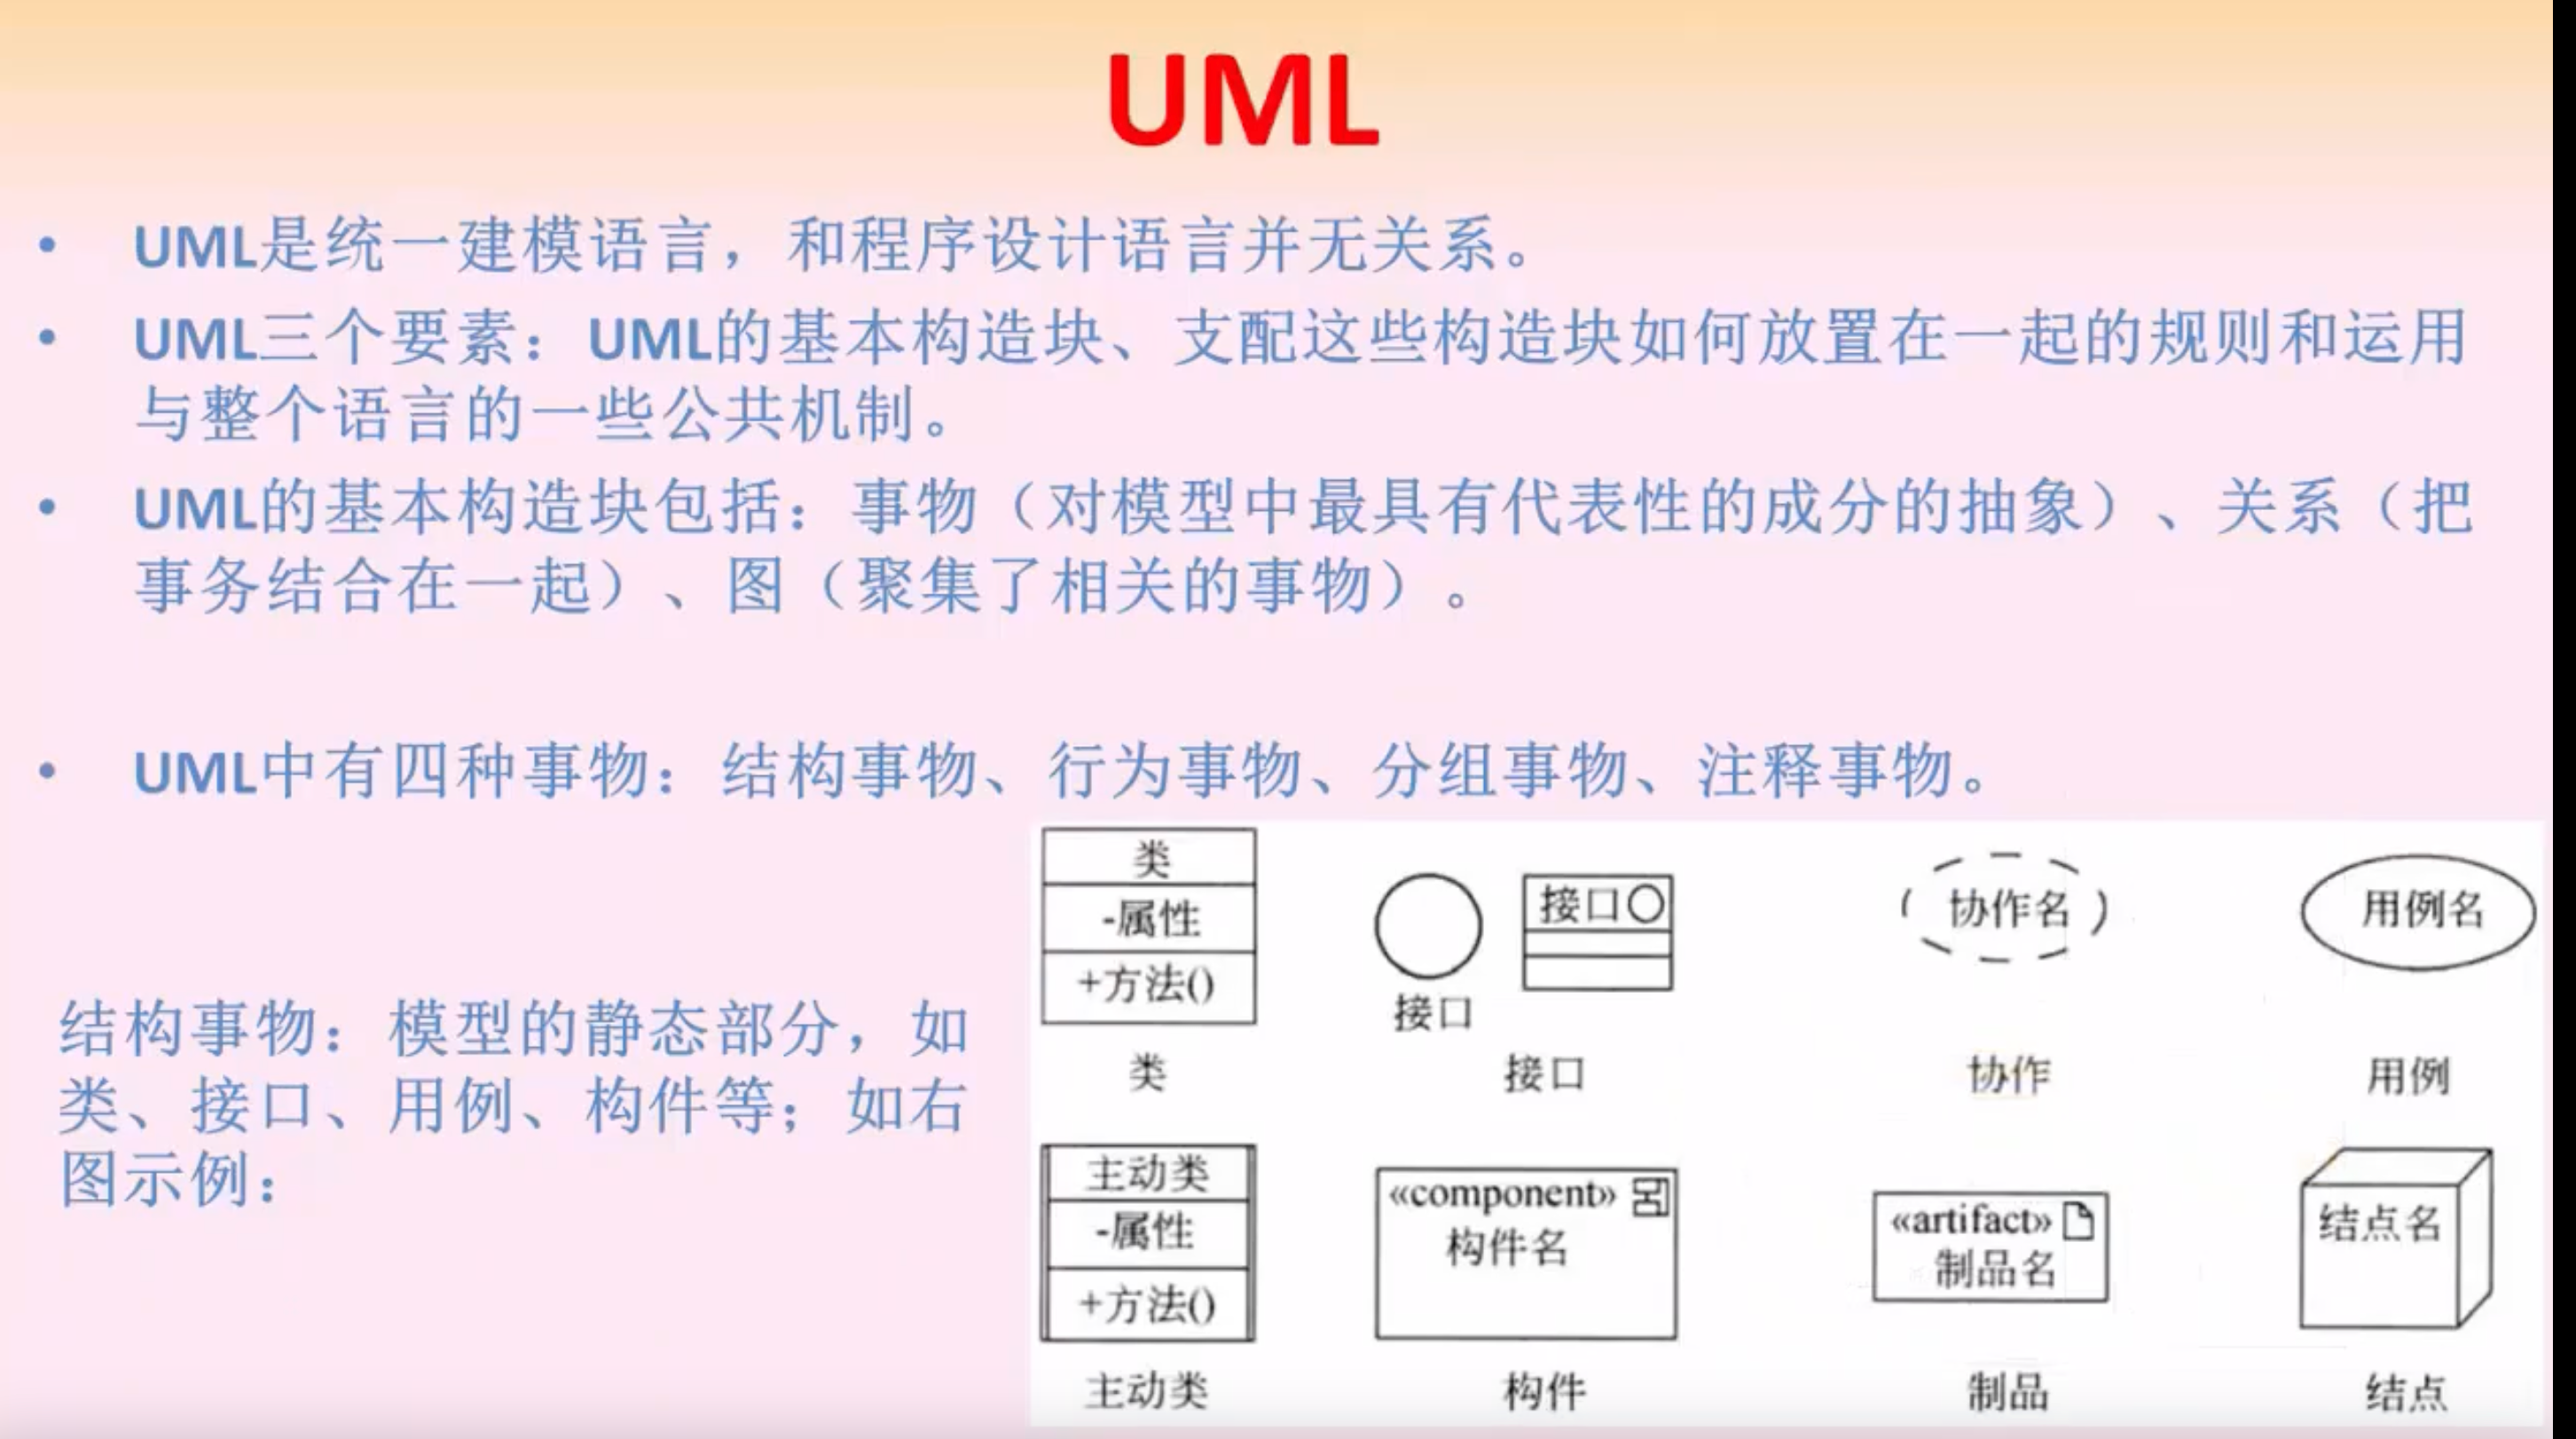 UML
• UML是统一建模语言，和程序设计语言并无关系。
• UML三个要素：UML的基本构造块、支配这些构造块如何放置在一起的规则和运用
与整个语言的一些公共机制。
• UML的基本构造块包括：事物（对模型中最具有代表性的成分的抽象）、关系（把
事务结合在一起）、图（聚集了相关的事物）。
• UML中有四种事物：结构事物、行为事物、分组事物、注释事物。
结构事物：模型的静态部分，如
类、接口、用例、构件等；如右
图示例：
类
-属性
+方法()
类
接口
接口
接口
协作名
协作
用例名
用例
主动类
-属性
+方法()
主动类
«component»
构件名
构件
«artifact»
制品名
制品
结点名
结点